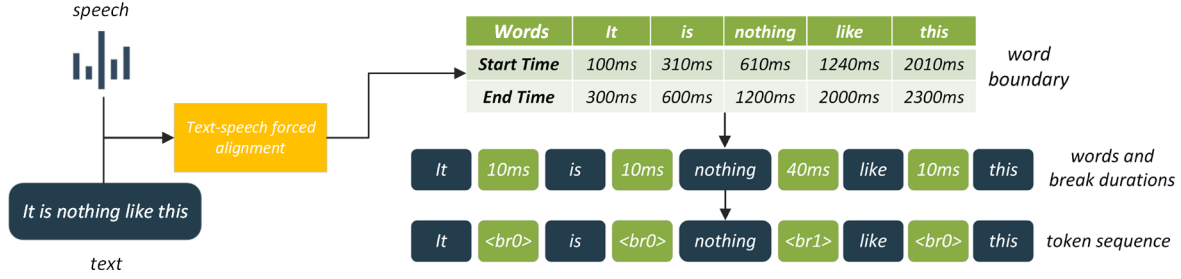 speech
Text-speech forced
alignment
It is nothing like this
text
Words It is nothing like this
Start Time 100ms 310ms 610ms 1240ms 2010ms
End Time 300ms 600ms 1200ms 2000ms 2300ms
word
boundary
It 10ms is 10ms nothing 40ms like 10ms this
words and
break durations
It <br0> is <br0> nothing <br1> like <br0> this
token sequence